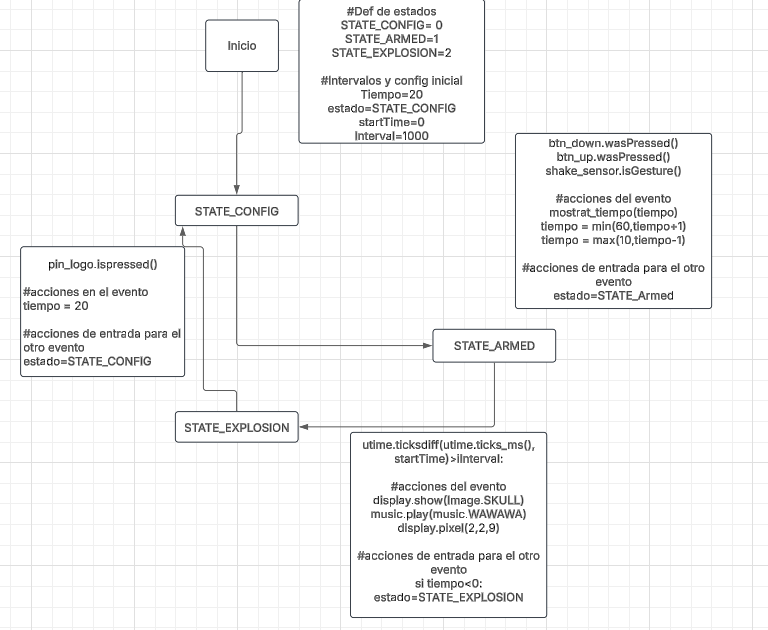 Inicio
#Def de estados
STATE_CONFIG= 0
STATE_ARMED=1
STATE_EXPLOSION=2
#Intervalos y config inicial
Tiempo=20
estado=STATE_CONFIG
startTime=0
Interval=1000
btn_down.wasPressed()
btn_up.wasPressed()
shake_sensor.isGesture()
#acciones del evento
mostrat_tiempo(tiempo)
tiempo = min(60,tiempo+1)
tiempo = max(10,tiempo-1)
#acciones de entrada para el otro
evento
estado=STATE_Armed
STATE_CONFIG
pin_logo.ispressed()
#acciones en el evento
tiempo = 20
#acciones de entrada para el
otro evento
estado=STATE_CONFIG
STATE_ARMED
STATE_EXPLOSION
utime.ticksdiff(utime.ticks_ms(),
startTime)>iInterval:
#acciones del evento
display.show(Image.SKULL)
music.play(music.WAWAWA)
display.pixel(2,2,9)
#acciones de entrada para el otro
evento
si tiempo<0:
estado=STATE_EXPLOSION